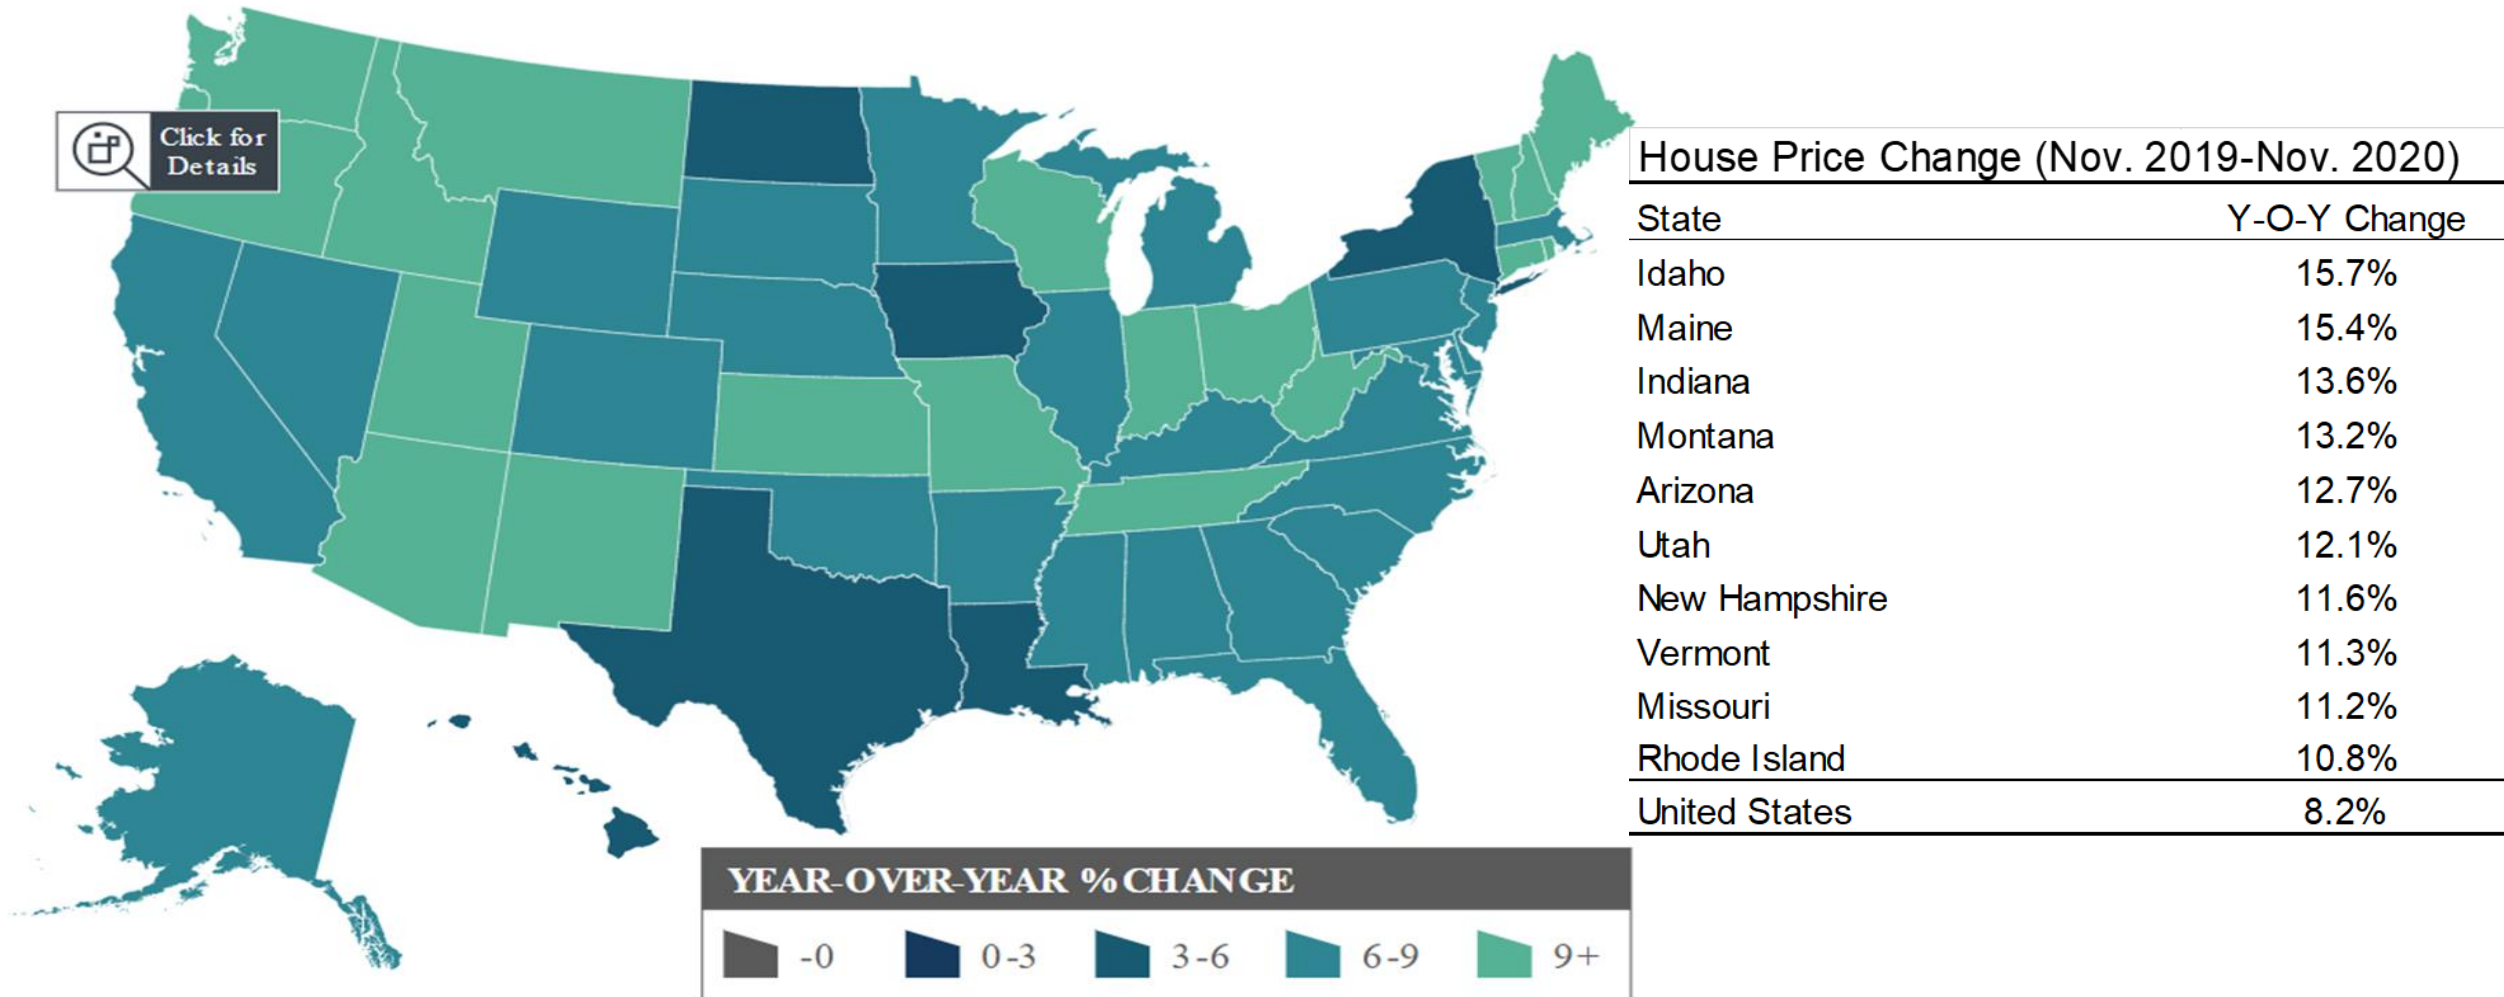 Click for
Details
House Price Change (Nov. 2019-Nov. 2020)
State Y-O-Y Change
Idaho 15.7%
Maine 15.4%
Indiana 13.6%
Montana 13.2%
Arizona 12.7%
Utah 12.1%
New Hampshire 11.6%
Vermont 11.3%
Missouri 11.2%
Rhode Island 10.8%
United States 8.2%
YEAR-OVER-YEAR % CHANGE
-0 0-3 3-6 6-9 9+